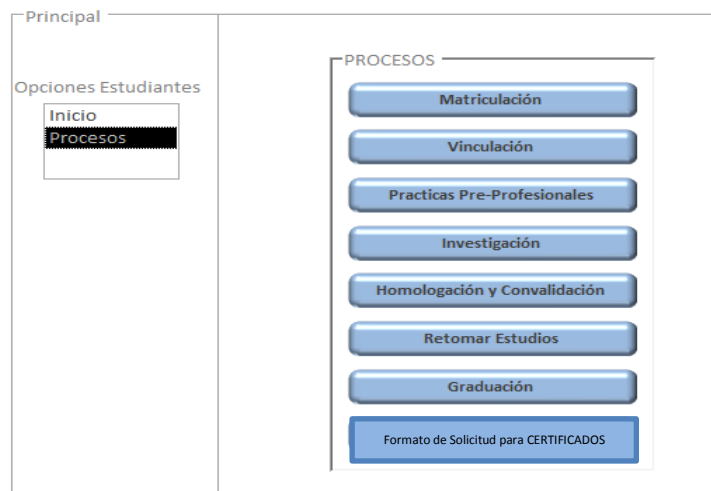 Principal
Opciones Estudiantes
Inicio
Procesos
PROCESOS
Matriculación
Vinculación
Practicas Pre-Profesionales
Investigación
Homologación y Convalidación
Retomar Estudios
Graduación
Formato de Solicitud para CERTIFICADOS